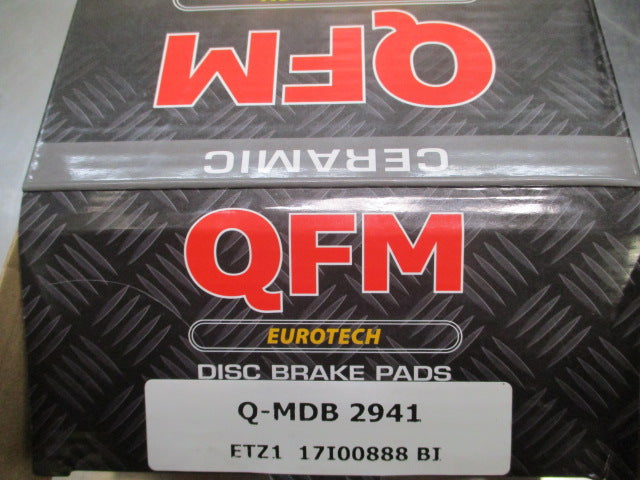 QFM
CERAMIC
QFM
EUROTECH
DISC BRAKE PADS
Q-MDB 2941
ETZ1 17I00888 BI